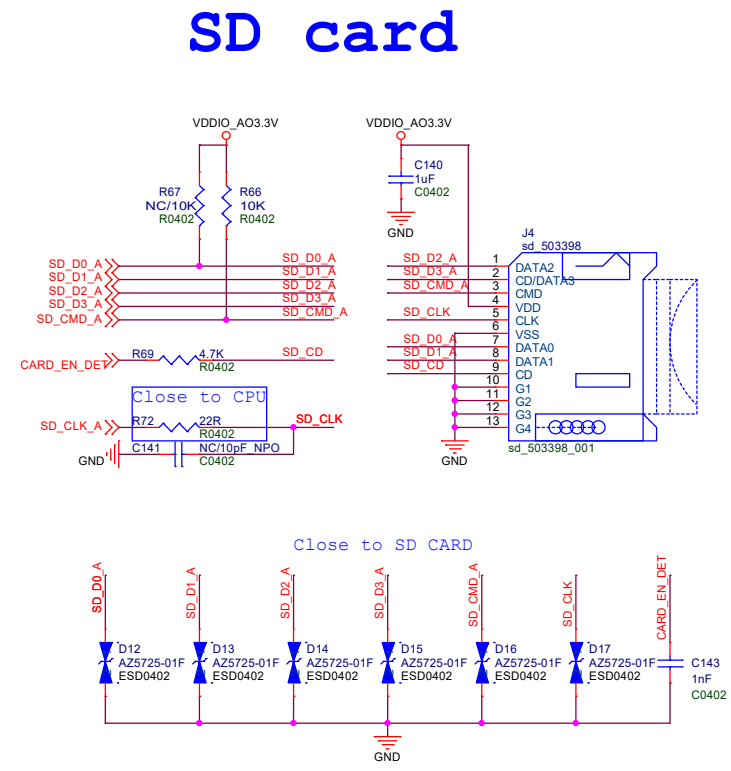 SD card
VDDIO_AO3.3V
VDDIO_AO3.3V
R67
NC/10K
R0402
R66
10K
R0402
C140
1uF
C0402
GND
SD_D0_A
SD_D1_A
SD_D2_A
SD_D3_A
SD_CMD_A
SD_D0_A
SD_D1_A
SD_D2_A
SD_D3_A
SD_CMD_A
CARD_EN_DET
R69
4.7K
R0402
SD_CD
Close to CPU
SD_CLK_A
R72
22R
R0402
SD_CLK
GND
C141
NC/10pF_NPO
C0402
J4
sd_503398
SD_D2_A
SD_D3_A
SD_CMD_A
SD_CLK
SD_D0_A
SD_D1_A
SD_CD
1 DATA2
2 CD/DATA3
3 CMD
4 VDD
5 CLK
6 VSS
7 DATA0
8 DATA1
9 CD
10 G1
11 G2
12 G3
13 G4
sd_503398_001
GND
Close to SD CARD
SD_D0_A
SD_D1_A
SD_D2_A
SD_D3_A
SD_CMD_A
SD_CLK
CARD_EN_DET
D12
AZ5725-01F
ESD0402
D13
AZ5725-01F
ESD0402
D14
AZ5725-01F
ESD0402
D15
AZ5725-01F
ESD0402
D16
AZ5725-01F
ESD0402
D17
AZ5725-01F
ESD0402
C143
1nF
C0402
GND